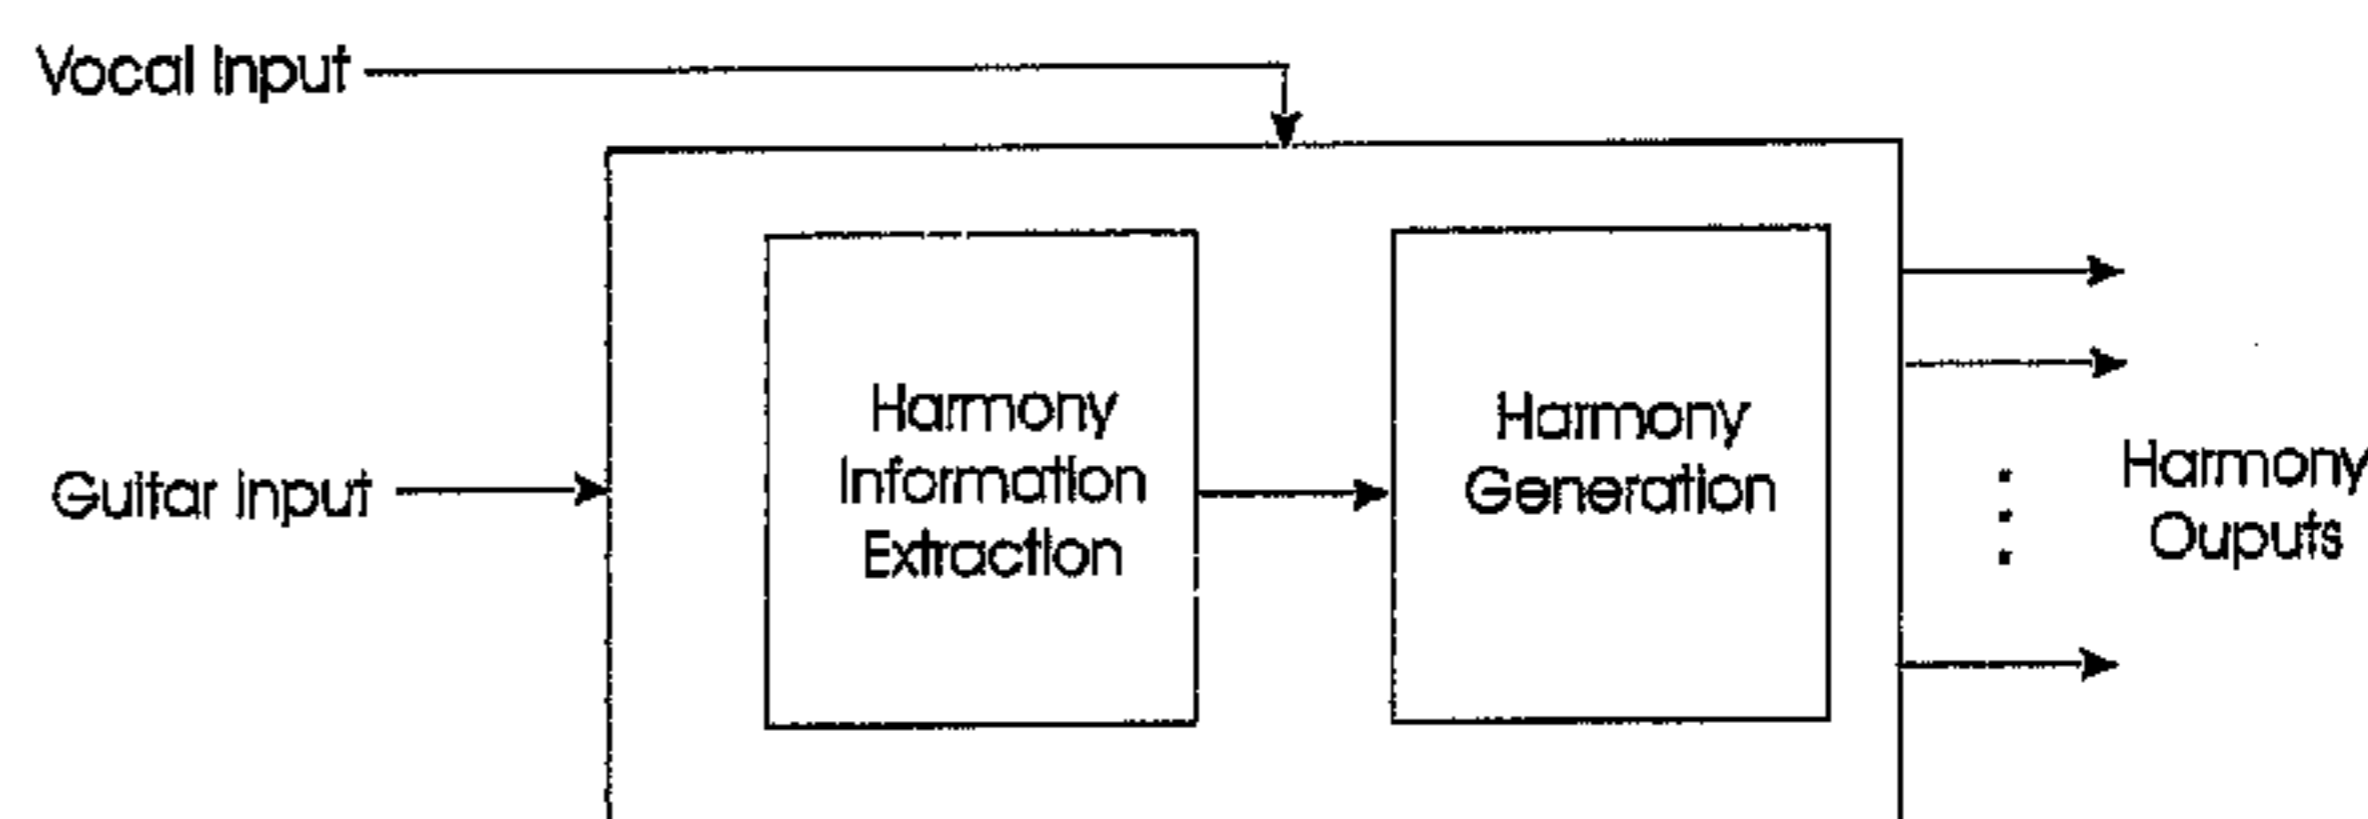 Vocal Input
Guitar Input
Harmony
Information
Extraction
Harmony
Generation
Harmony
Ouputs